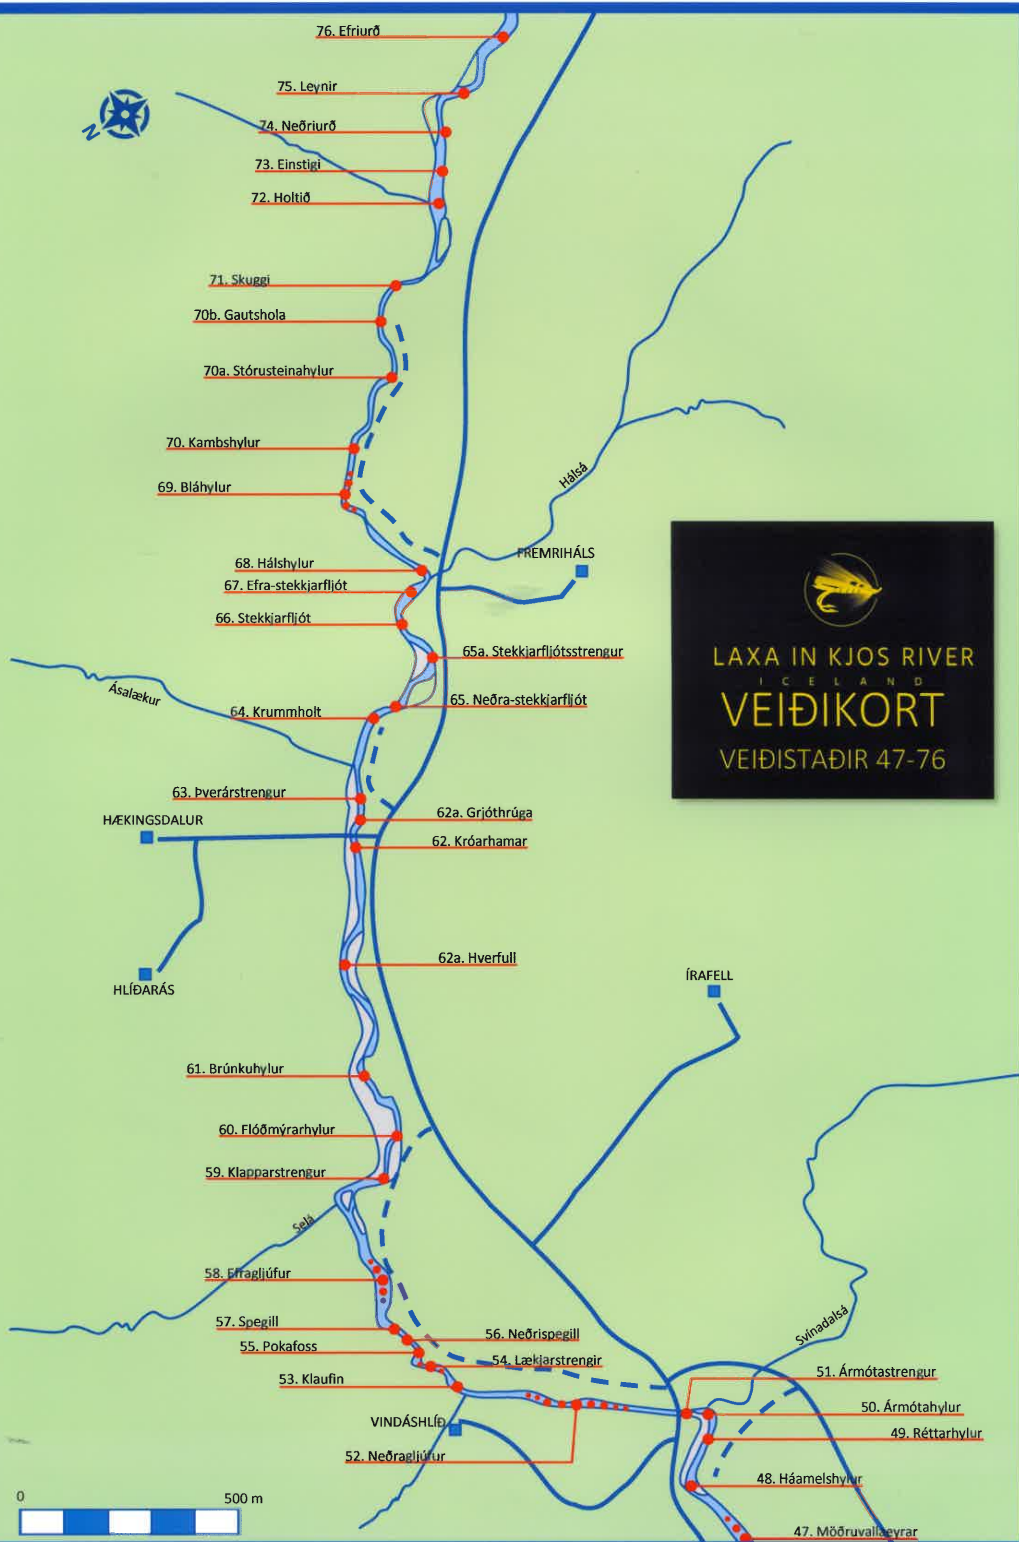 76. Efriurð
75. Leynir
N
74. Neðriurð
73. Einstigi
72. Holtið
71. Skuggi
70b. Gautshola
70a. Stórusteinahylur
70. Kambshylur
69. Bláhylur
Hálsá
FREMRIHÁLS
68. Hálshylur
67. Efra-stekkjarfljót
66. Stekkjarfljót
65a. Stekkjarfljótsstrengur
LAXA IN KJOS RIVER
ICELAND
VEIÐIKORT
VEIÐISTAÐIR 47-76
Ásalækur
65. Neðra-stekkjarfljót
64. Krummholt
63. Þverárstrengur
62a. Grjóthrúga
HÆKINGSDALUR
62. Króarhamar
62a. Hverfull
HLÍÐARÁS
ÍRAFELL
61. Brúnkuhylur
60. Flóðmýrarhylur
59. Klapparstrengur
Selá
58. Efragljúfur
57. Spegill
56. Neðrispegill
55. Pokafoss
54. Lækjarstrengir
53. Klaufin
Svínadalsá
51. Ármótastrengur
50. Ármótahylur
VINDÁSHLÍÐ
49. Réttarhylur
52. Neðragljúfur
48. Háamelshylur
0 500 m
47. Möðruvallaeyrar